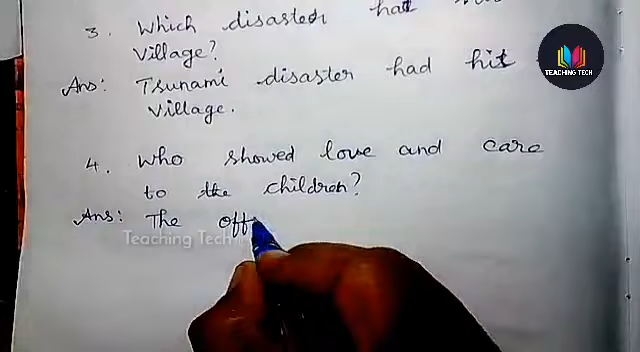 3. Which disaster had
village?
Ans: Tsunami disaster had hit
village.
4. Who showed love and care
to the children?
Ans: The off
TEACHING TECH
Teaching Tech